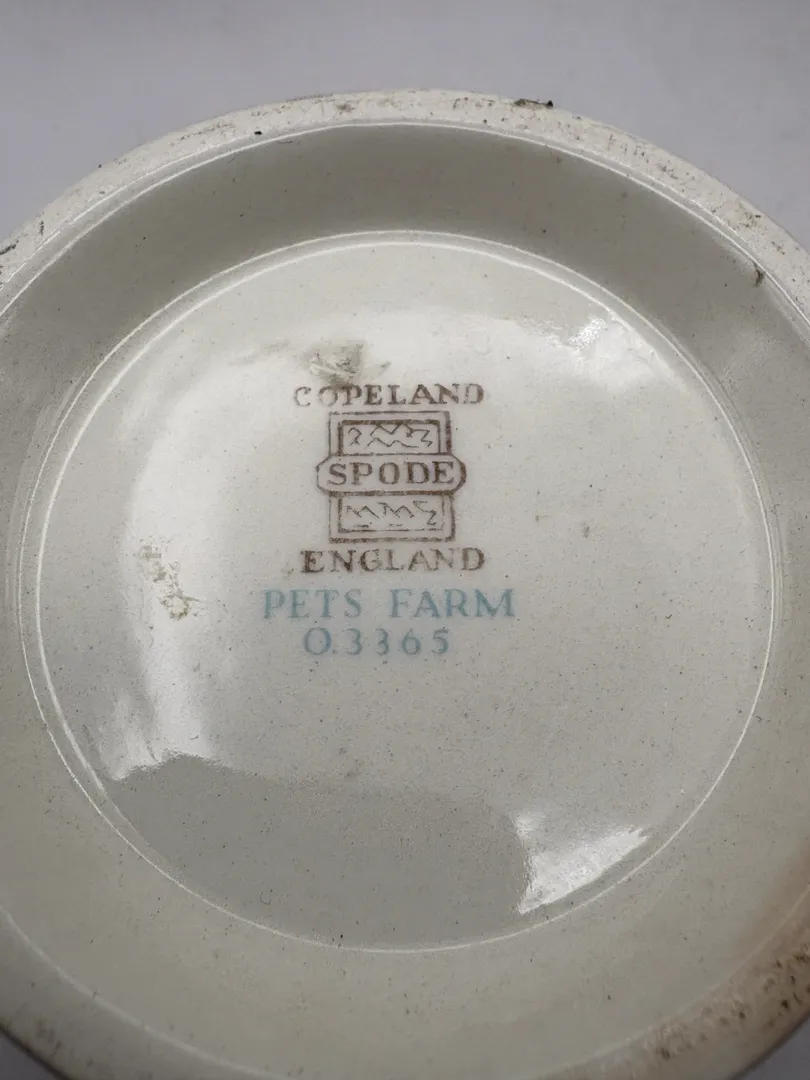 COPELAND
SPODE
ENGLAND
PETS FARM
O.3365